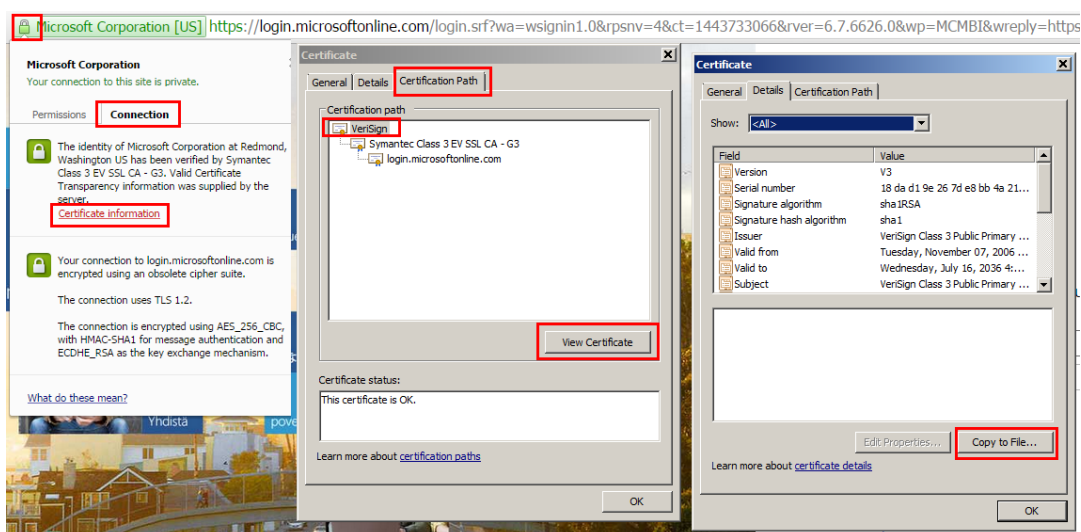 Microsoft Corporation [US] https://login.microsoftonline.com/login.srf?wa=wsignin1.0&rpsnv=4&ct=1443733066&rver=6.7.6626.0&wp=MCMBI&wreply=https
Microsoft Corporation
Your connection to this site is private.
Permissions Connection
The identity of Microsoft Corporation at Redmond,
Washington US has been verified by Symantec
Class 3 EV SSL CA - G3. Valid Certificate
Transparency information was supplied by the
server.
Certificate information
Your connection to login.microsoftonline.com is
encrypted using an obsolete cipher suite.
The connection uses TLS 1.2.
The connection is encrypted using AES_256_CBC,
with HMAC-SHA1 for message authentication and
ECDHE_RSA as the key exchange mechanism.
What do these mean?
Yhdistä
Certificate
General Details Certification Path
Certification path
VeriSign
Symantec Class 3 EV SSL CA - G3
login.microsoftonline.com
View Certificate
Certificate status:
This certificate is OK.
Learn more about certification paths
OK
Certificate
General Details Certification Path
Show: <All>
Field Value
Version V3
Serial number 18 da d1 9e 26 7d e8 bb 4a 21...
Signature algorithm sha1RSA
Signature hash algorithm sha1
Issuer VeriSign Class 3 Public Primary ...
Valid from Tuesday, November 07, 2006 ...
Valid to Wednesday, July 16, 2036 4:...
Subject VeriSign Class 3 Public Primary ...
Edit Properties... Copy to File...
Learn more about certificate details
OK